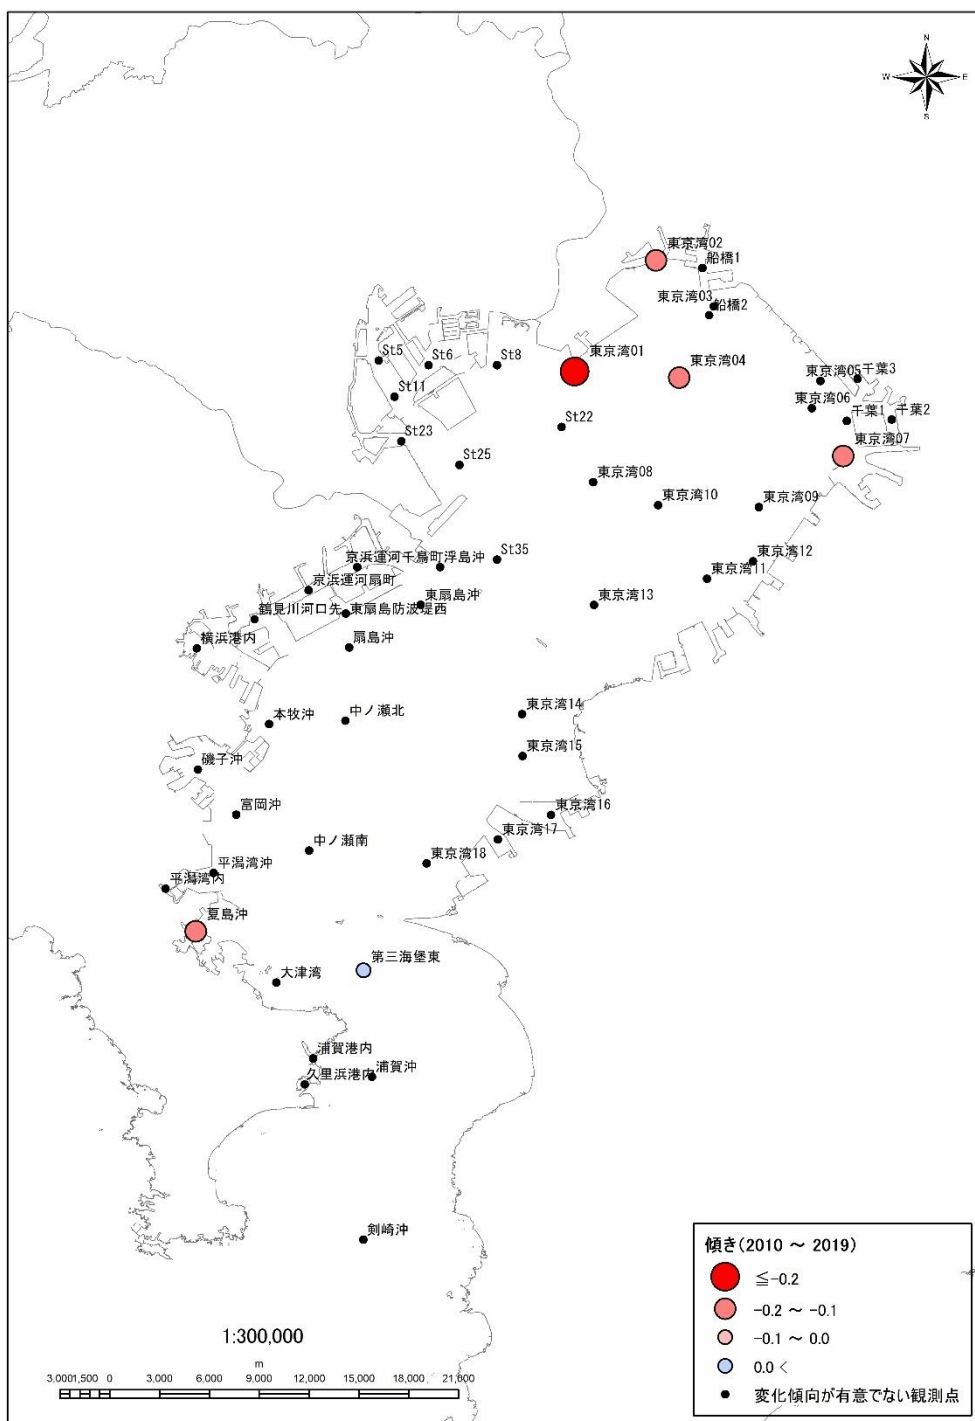 N
W
E
S
東京湾02
船橋1
東京湾03
船橋2
St5
St6
St8
東京湾01
東京湾04
東京湾05
千葉3
St11
東京湾06
千葉1
千葉2
St22
St23
東京湾07
St25
東京湾08
東京湾10
東京湾09
京浜運河千鳥町
浮島沖
St35
東京湾12
京浜運河扇町
東京湾11
鶴見川河口先
東扇島防波堤西
東扇島沖
東京湾13
横浜港内
扇島沖
本牧沖
中ノ瀬北
東京湾14
東京湾15
磯子沖
富岡沖
東京湾16
中ノ瀬南
東京湾17
東京湾18
平潟湾沖
平潟湾内
夏島沖
第三海堡東
大津湾
浦賀港内
浦賀沖
久里浜港内
剣崎沖
傾き(2010 ~ 2019)
≦-0.2
-0.2 ~ -0.1
-0.1 ~ 0.0
0.0 <
変化傾向が有意でない観測点
1:300,000
m
3,000 1,500 0 3,000 6,000 9,000 12,000 15,000 18,000 21,000